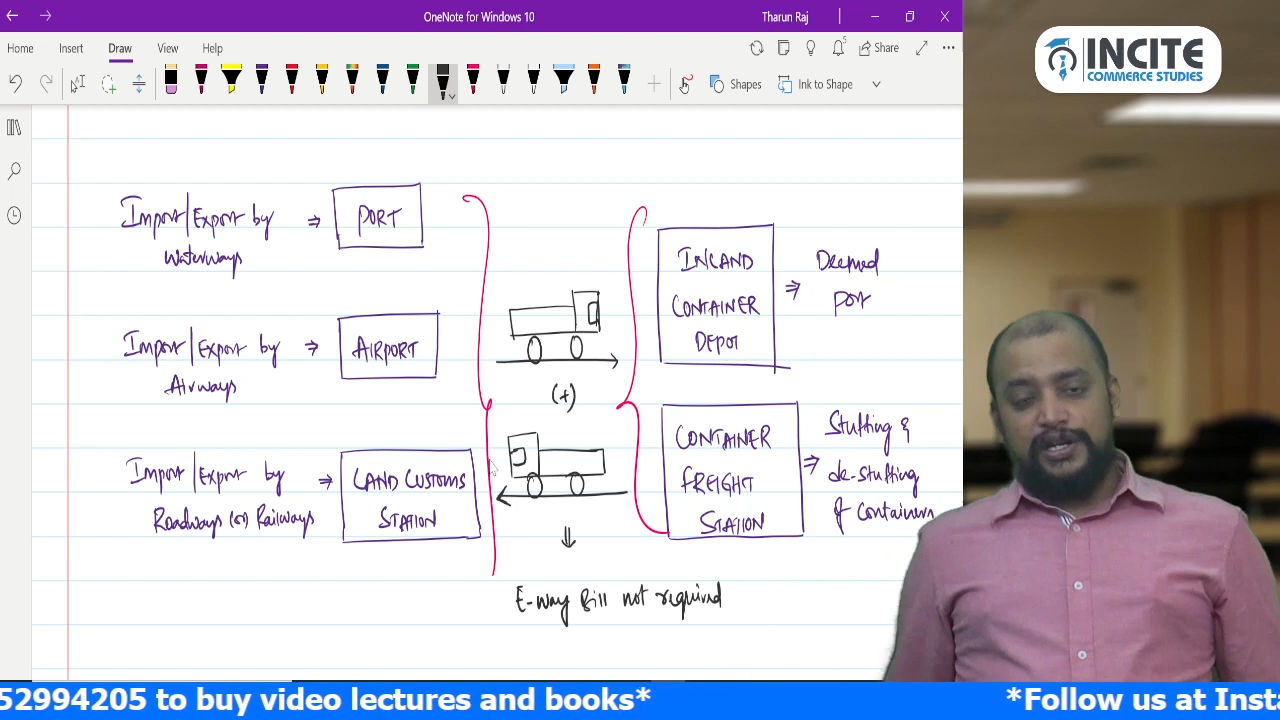 OneNote for Windows 10
Tharun Raj
Home Insert Draw View Help
5
Share
Shapes
Ink to Shape
INCITE
COMMERCE STUDIES
Import/Export by ⇒ PORT
Waterways
Import/Export by ⇒ AIRPORT
Airways
Import/Export by ⇒ LAND CUSTOMS
Roadways (or) Railways
STATION
(+)
⇓
E-way Bill not required
INLAND
CONTAINER
DEPOT
⇒ Deemed
port
CONTAINER
FREIGHT
STATION
⇒ Stuffing &
de-stuffing
of containers
52994205 to buy video lectures and books*
*Follow us at Insta